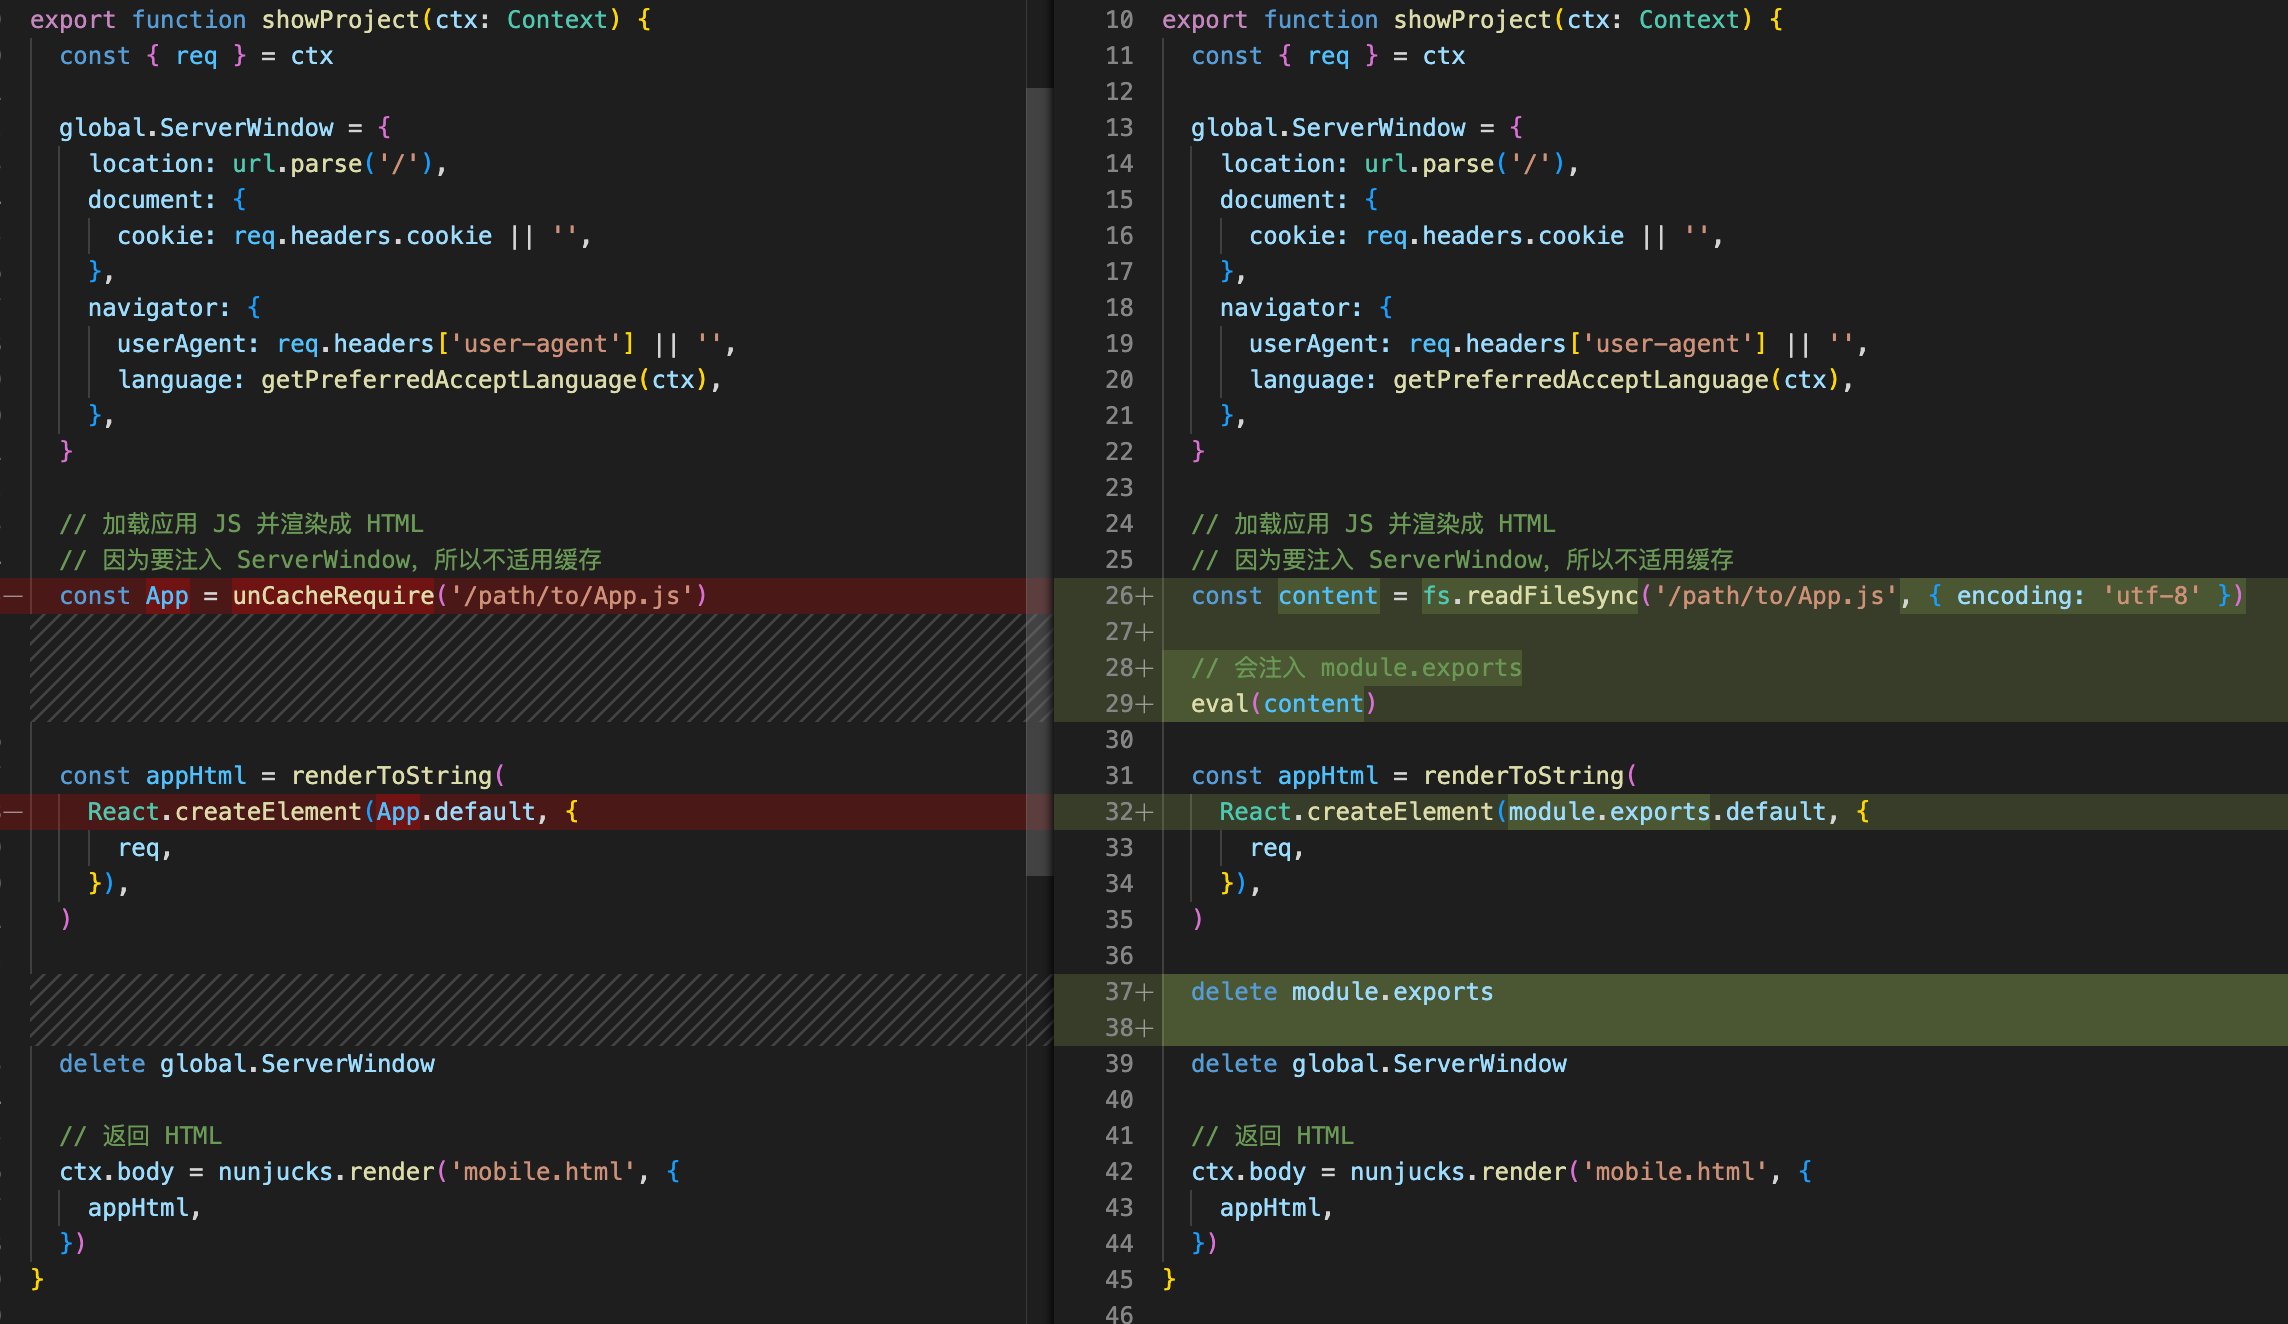 export function showProject(ctx: Context) {
  const { req } = ctx

  global.ServerWindow = {
    location: url.parse('/'),
    document: {
      cookie: req.headers.cookie || '',
    },
    navigator: {
      userAgent: req.headers['user-agent'] || '',
      language: getPreferredAcceptLanguage(ctx),
    },
  }

  // 加载应用 JS 并渲染成 HTML
  // 因为要注入 ServerWindow，所以不适用缓存
— const App = unCacheRequire('/path/to/App.js')

  const appHtml = renderToString(
—   React.createElement(App.default, {
      req,
    }),
  )

  delete global.ServerWindow

  // 返回 HTML
  ctx.body = nunjucks.render('mobile.html', {
    appHtml,
  })
}
10 export function showProject(ctx: Context) {
11   const { req } = ctx
12
13   global.ServerWindow = {
14     location: url.parse('/'),
15     document: {
16       cookie: req.headers.cookie || '',
17     },
18     navigator: {
19       userAgent: req.headers['user-agent'] || '',
20       language: getPreferredAcceptLanguage(ctx),
21     },
22   }
23
24   // 加载应用 JS 并渲染成 HTML
25   // 因为要注入 ServerWindow，所以不适用缓存
26+  const content = fs.readFileSync('/path/to/App.js', { encoding: 'utf-8' })
27+
28+  // 会注入 module.exports
29+  eval(content)
30
31   const appHtml = renderToString(
32+    React.createElement(module.exports.default, {
33       req,
34     }),
35   )
36
37+  delete module.exports
38+
39   delete global.ServerWindow
40
41   // 返回 HTML
42   ctx.body = nunjucks.render('mobile.html', {
43     appHtml,
44   })
45 }
46